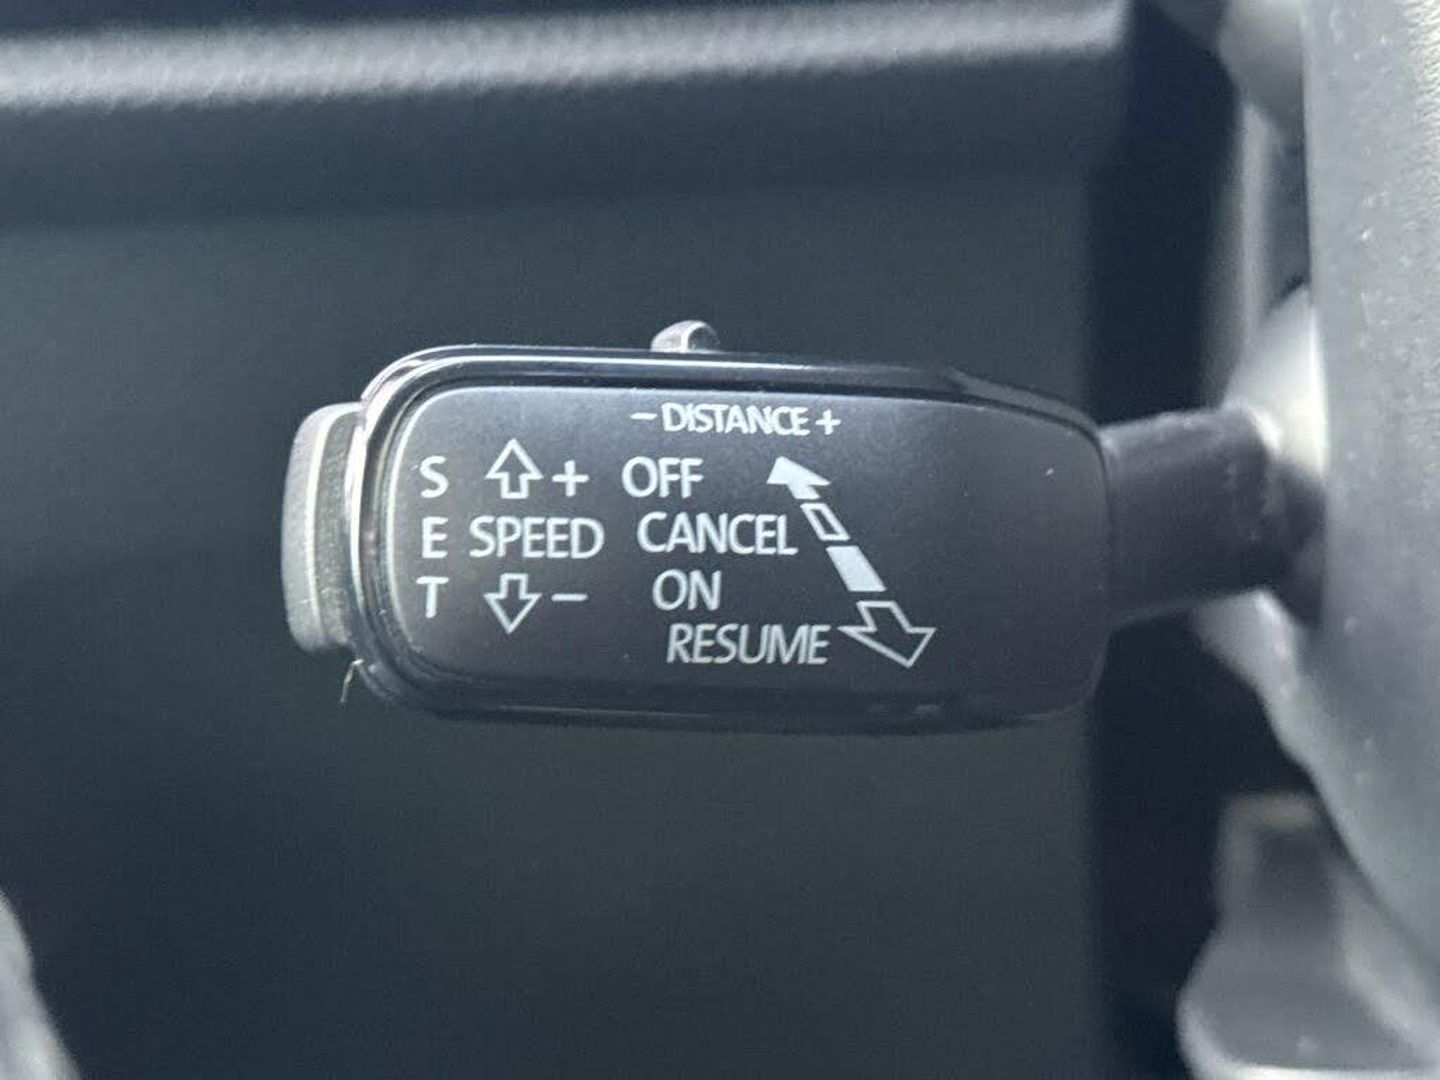 - DISTANCE +
S + OFF
E SPEED CANCEL
T - ON
RESUME